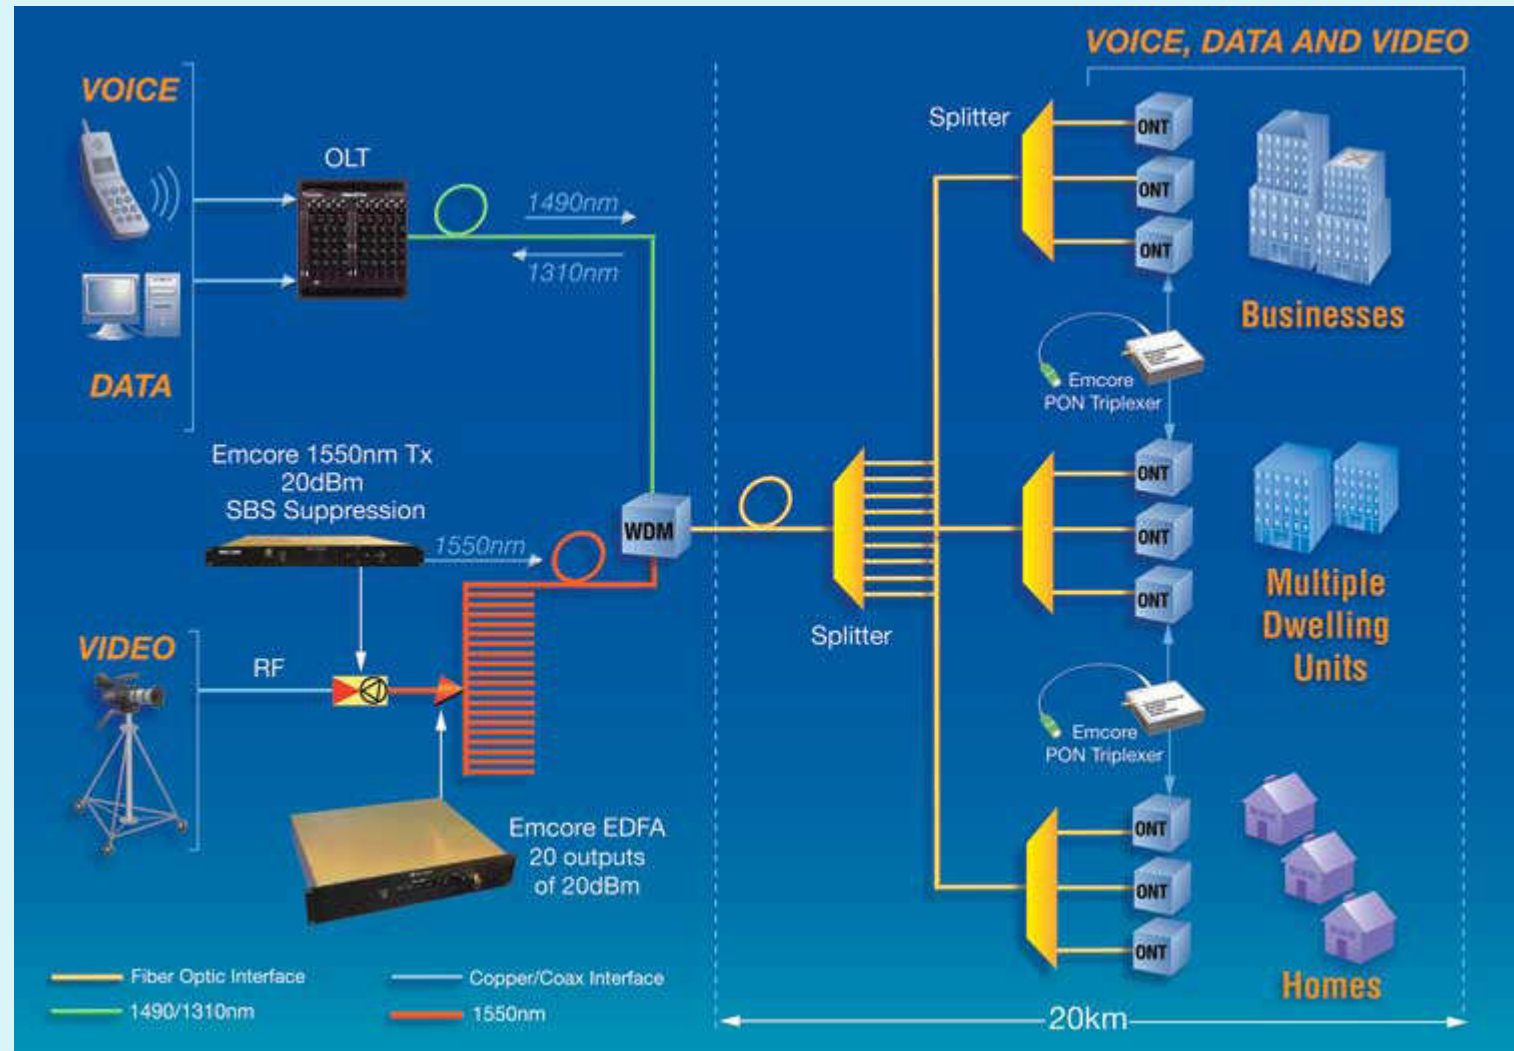 VOICE, DATA AND VIDEO
VOICE
OLT
1490nm
1310nm
DATA
Emcore 1550nm Tx
20dBm
SBS Suppression
1550nm
WDM
VIDEO
RF
Emcore EDFA
20 outputs
of 20dBm
Splitter
Splitter
ONT
ONT
ONT
Businesses
Emcore
PON Triplexer
ONT
ONT
ONT
Multiple
Dwelling
Units
Emcore
PON Triplexer
ONT
ONT
ONT
Homes
Fiber Optic Interface
Copper/Coax Interface
1490/1310nm
1550nm
20km